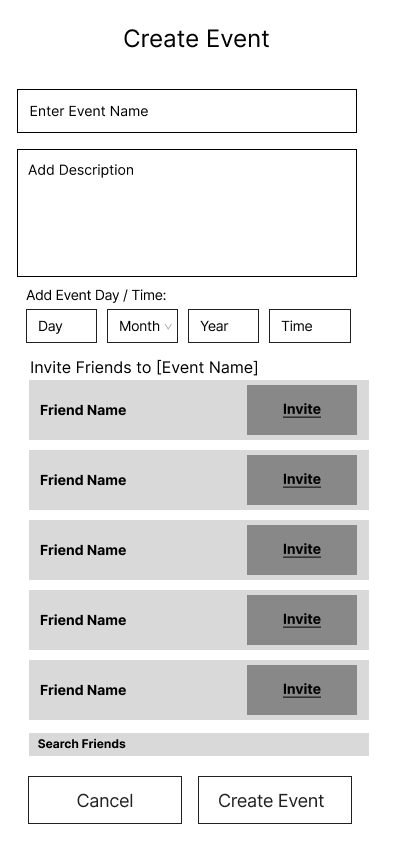 Create Event
Enter Event Name
Add Description
Add Event Day / Time:
Day Month Year Time
Invite Friends to [Event Name]
Friend Name Invite
Friend Name Invite
Friend Name Invite
Friend Name Invite
Friend Name Invite
Search Friends
Cancel Create Event